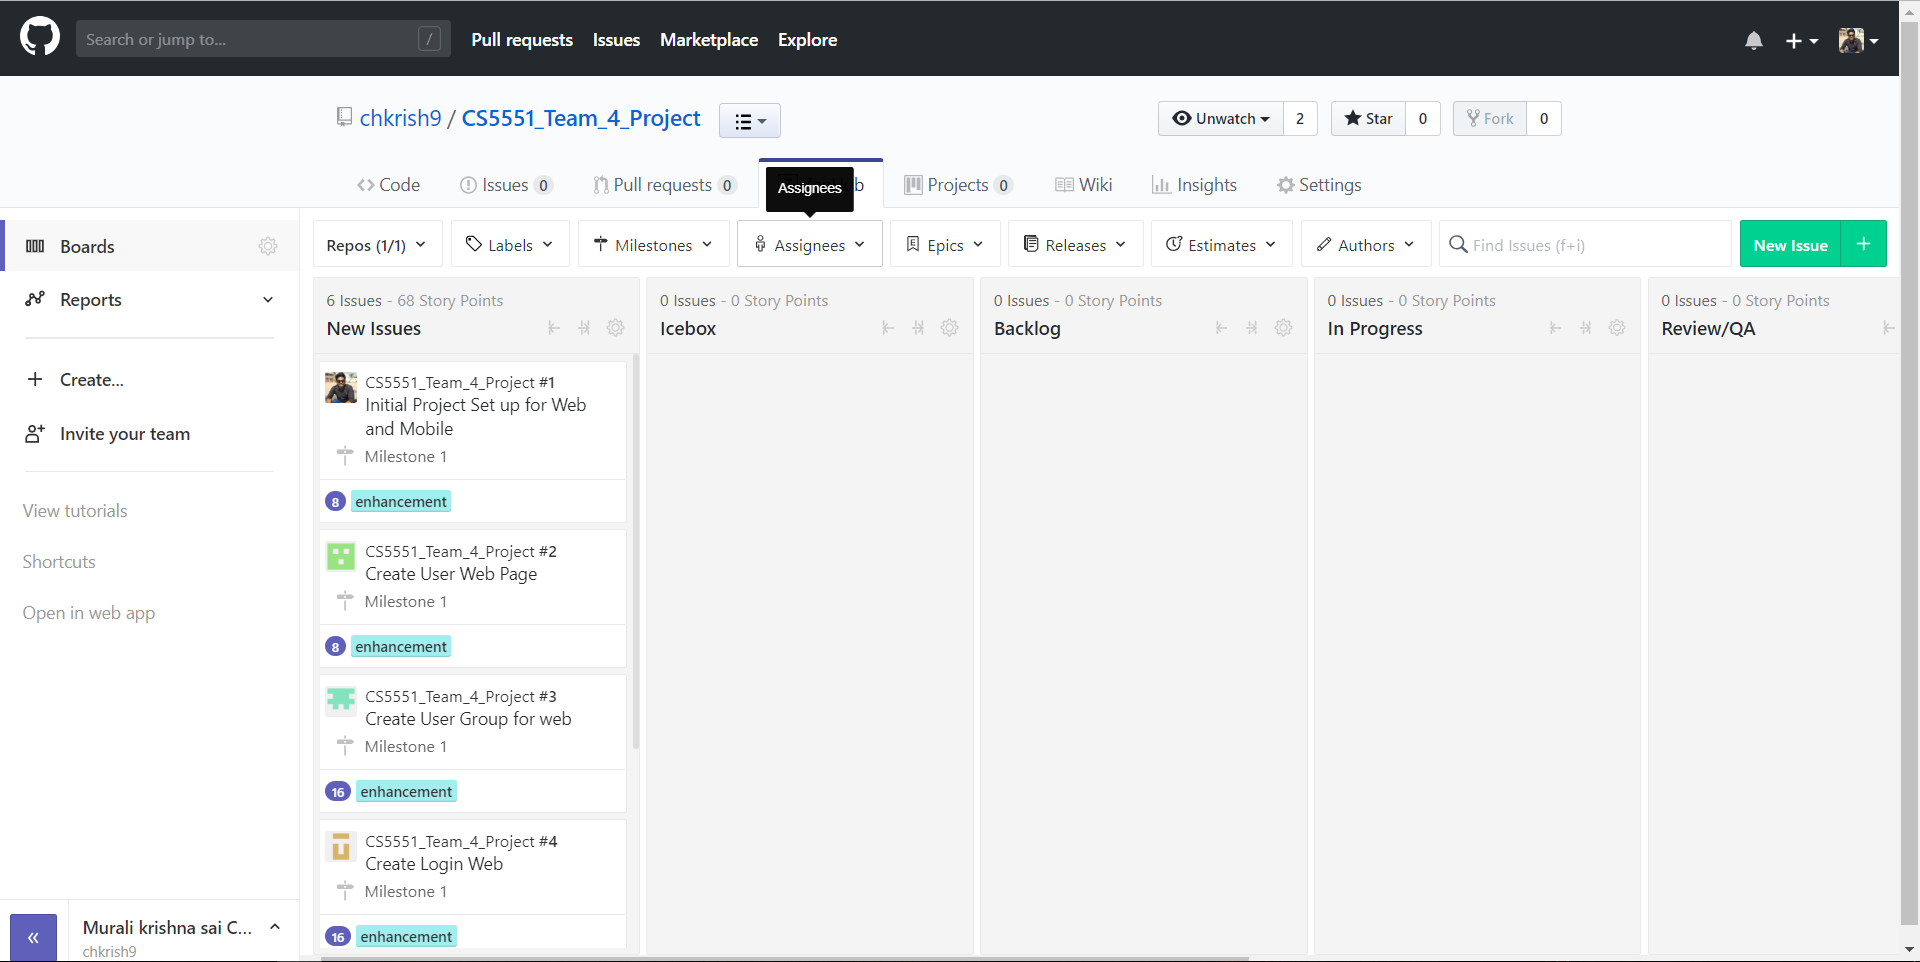 Search or jump to... /
Pull requests Issues Marketplace Explore
chkrish9 / CS5551_Team_4_Project
Unwatch 2 Star 0 Fork 0
Code Issues 0 Pull requests 0 Projects 0 Wiki Insights Settings
Assignees
Boards
Reports
Create...
Invite your team
View tutorials
Shortcuts
Open in web app
Murali krishna sai C...
chkrish9
Repos (1/1) Labels Milestones Assignees Epics Releases Estimates Authors Find Issues (f+i) New Issue +
6 Issues - 68 Story Points
New Issues
CS5551_Team_4_Project #1
Initial Project Set up for Web
and Mobile
Milestone 1
8 enhancement
CS5551_Team_4_Project #2
Create User Web Page
Milestone 1
8 enhancement
CS5551_Team_4_Project #3
Create User Group for web
Milestone 1
16 enhancement
CS5551_Team_4_Project #4
Create Login Web
Milestone 1
16 enhancement
0 Issues - 0 Story Points
Icebox
0 Issues - 0 Story Points
Backlog
0 Issues - 0 Story Points
In Progress
0 Issues - 0 Story Points
Review/QA